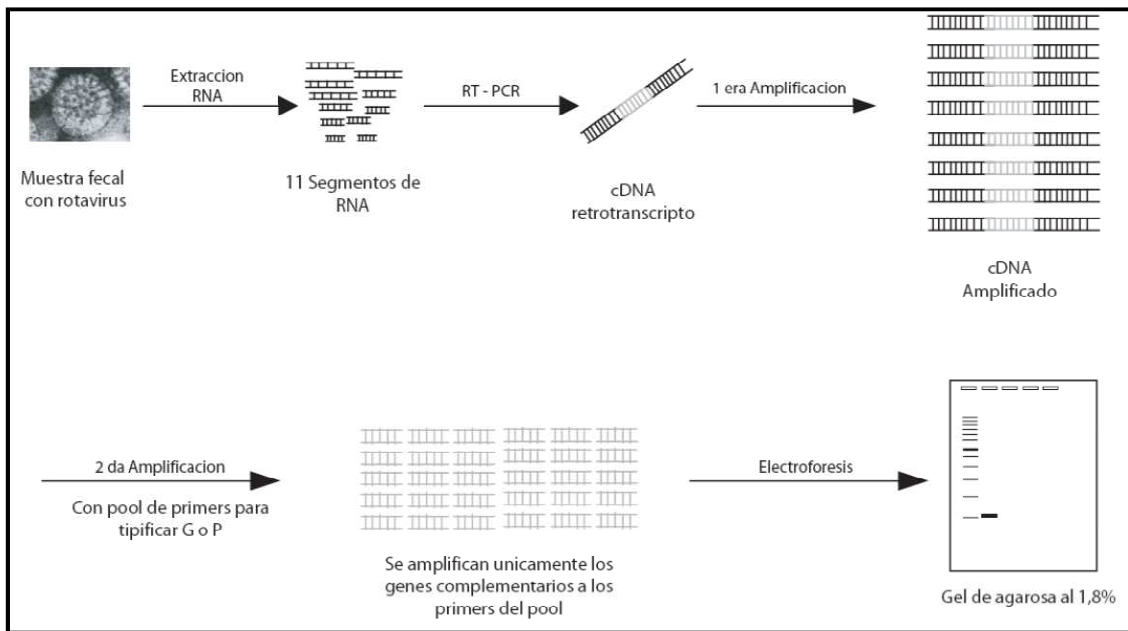 Extraccion
RNA
RT - PCR
1 era Amplificacion
Muestra fecal
con rotavirus
11 Segmentos de
RNA
cDNA
retrotranscripto
cDNA
Amplificado
2 da Amplificacion
Con pool de primers para
tipificar G o P
Electroforesis
Se amplifican unicamente los
genes complementarios a los
primers del pool
Gel de agarosa al 1,8%